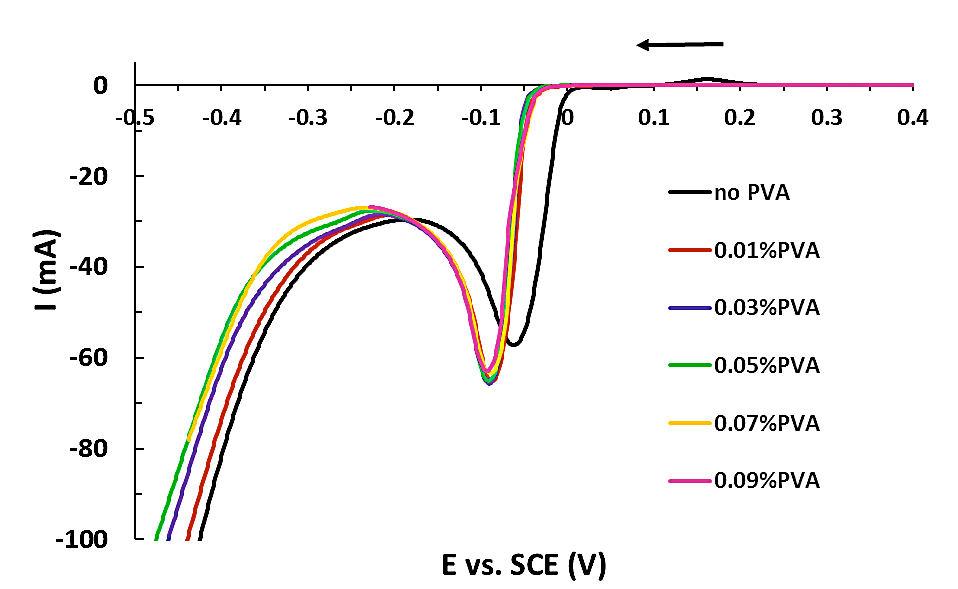 0
-0.5 -0.4 -0.3 -0.2 -0.1 0 0.1 0.2 0.3 0.4
-20
-40
-60
-80
-100
I (mA)
E vs. SCE (V)
no PVA
0.01%PVA
0.03%PVA
0.05%PVA
0.07%PVA
0.09%PVA